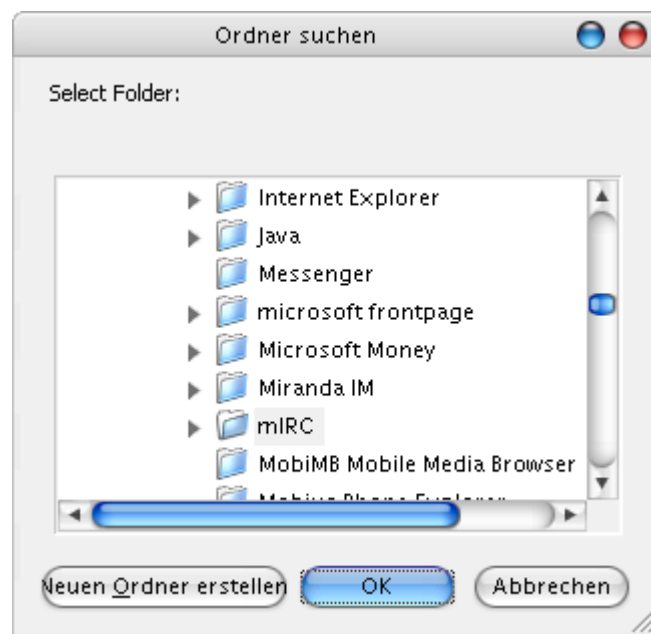 Ordner suchen
Select Folder:
Internet Explorer
Java
Messenger
microsoft frontpage
Microsoft Money
Miranda IM
mIRC
MobiMB Mobile Media Browser
Neuen Ordner erstellen
OK
Abbrechen